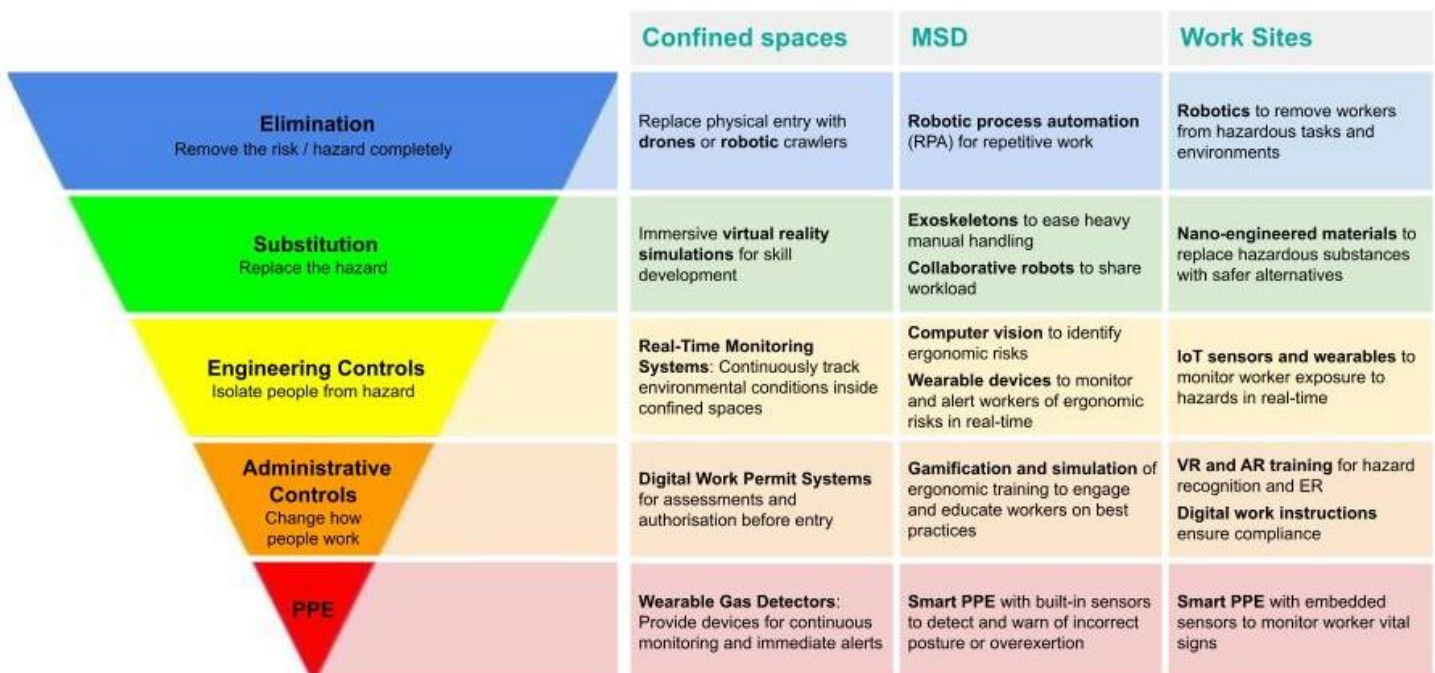 Confined spaces
MSD
Work Sites
Elimination
Remove the risk / hazard completely
Replace physical entry with
drones or robotic crawlers
Robotic process automation
(RPA) for repetitive work
Robotics to remove workers
from hazardous tasks and
environments
Substitution
Replace the hazard
Immersive virtual reality
simulations for skill
development
Exoskeletons to ease heavy
manual handling
Collaborative robots to share
workload
Nano-engineered materials to
replace hazardous substances
with safer alternatives
Engineering Controls
Isolate people from hazard
Real-Time Monitoring
Systems: Continuously track
environmental conditions inside
confined spaces
Computer vision to identify
ergonomic risks
Wearable devices to monitor
and alert workers of ergonomic
risks in real-time
IoT sensors and wearables to
monitor worker exposure to
hazards in real-time
Administrative
Controls
Change how
people work
Digital Work Permit Systems
for assessments and
authorisation before entry
Gamification and simulation of
ergonomic training to engage
and educate workers on best
practices
VR and AR training for hazard
recognition and ER
Digital work instructions
ensure compliance
PPE
Wearable Gas Detectors:
Provide devices for continuous
monitoring and immediate alerts
Smart PPE with built-in sensors
to detect and warn of incorrect
posture or overexertion
Smart PPE with embedded
sensors to monitor worker vital
signs